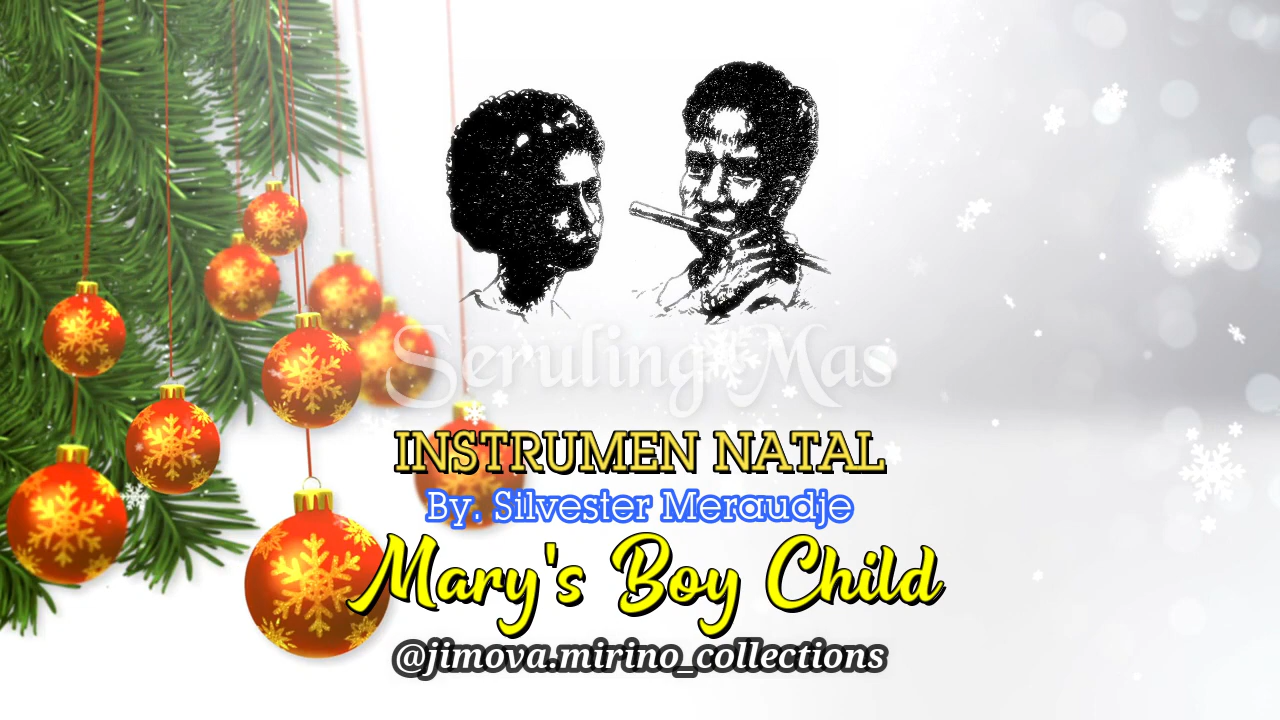 Seruling Mas
INSTRUMEN NATAL
By. Silvester Meraudje
Mary's Boy Child
@jimova.mirino_collections